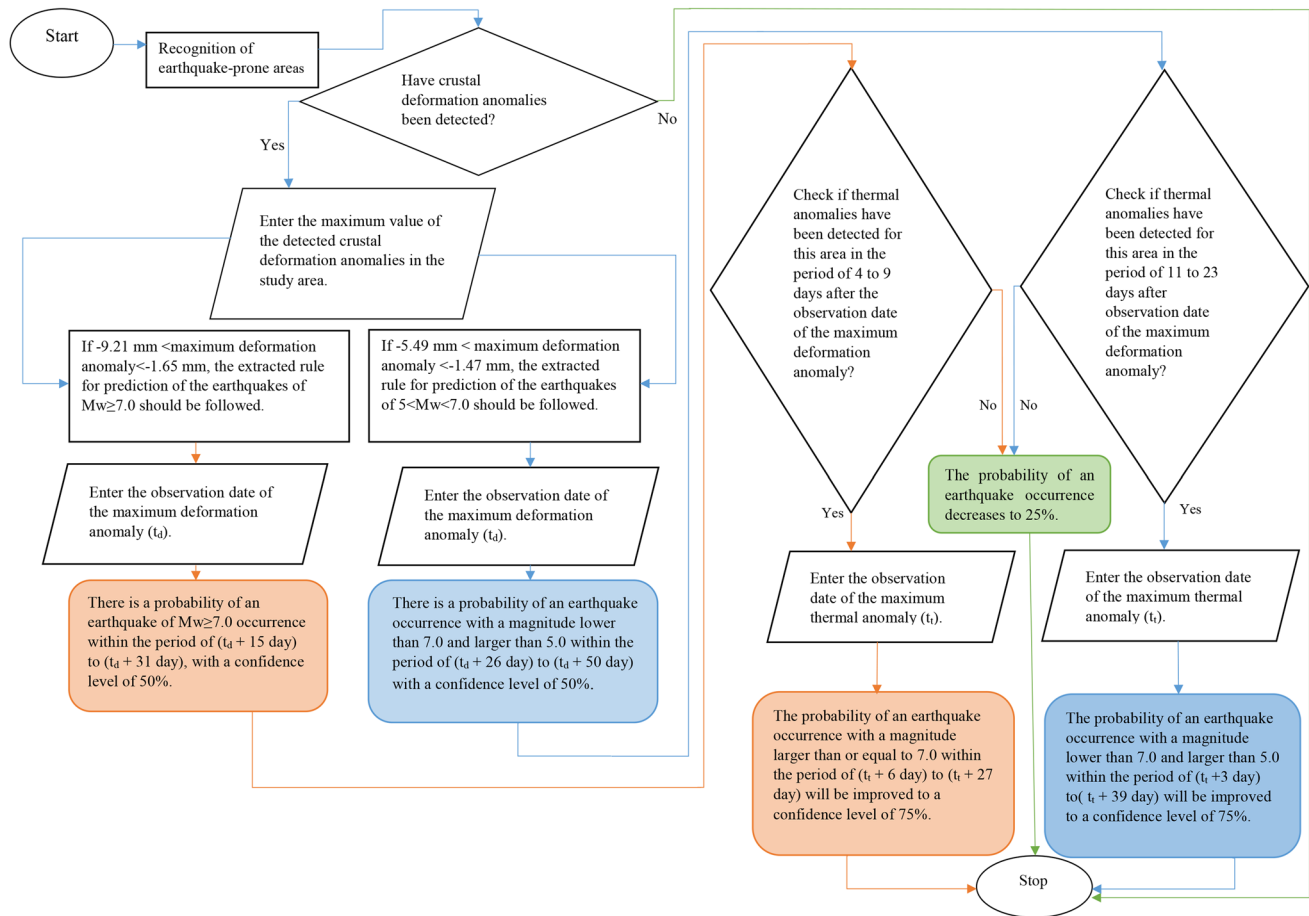 Start
Recognition of
earthquake-prone areas
Have crustal
deformation anomalies
been detected?
No
Yes
Enter the maximum value of
the detected crustal
deformation anomalies in the
study area.
If -9.21 mm <maximum deformation
anomaly<-1.65 mm, the extracted rule
for prediction of the earthquakes of
Mw≥7.0 should be followed.
If -5.49 mm < maximum deformation
anomaly <-1.47 mm, the extracted rule
for prediction of the earthquakes
of 5<Mw<7.0 should be followed.
Enter the observation date of
the maximum deformation
anomaly (td).
Enter the observation date of
the maximum deformation
anomaly (td).
There is a probability of an
earthquake of Mw≥7.0 occurrence
within the period of (td + 15 day)
to (td + 31 day), with a confidence
level of 50%.
There is a probability of an earthquake
occurrence with a magnitude lower
than 7.0 and larger than 5.0 within the
period of (td + 26 day) to (td + 50 day)
with a confidence level of 50%.
Check if thermal
anomalies have
been detected for
this area in the
period of 4 to 9
days after the
observation date
of the maximum
deformation
anomaly?
Check if thermal
anomalies have
been detected for
this area in the
period of 11 to 23
days after
observation date
of the maximum
deformation
anomaly?
No
No
The probability of an
earthquake occurrence
decreases to 25%.
Yes
Yes
Enter the observation
date of the maximum
thermal anomaly (tt).
Enter the observation date
of the maximum thermal
anomaly (tt).
The probability of an earthquake
occurrence with a magnitude
larger than or equal to 7.0 within
the period of (tt + 6 day) to (tt + 27
day) will be improved to a
confidence level of 75%.
The probability of an earthquake
occurrence with a magnitude
lower than 7.0 and larger than 5.0
within the period of (tt +3 day)
to( tt + 39 day) will be improved
to a confidence level of 75%.
Stop